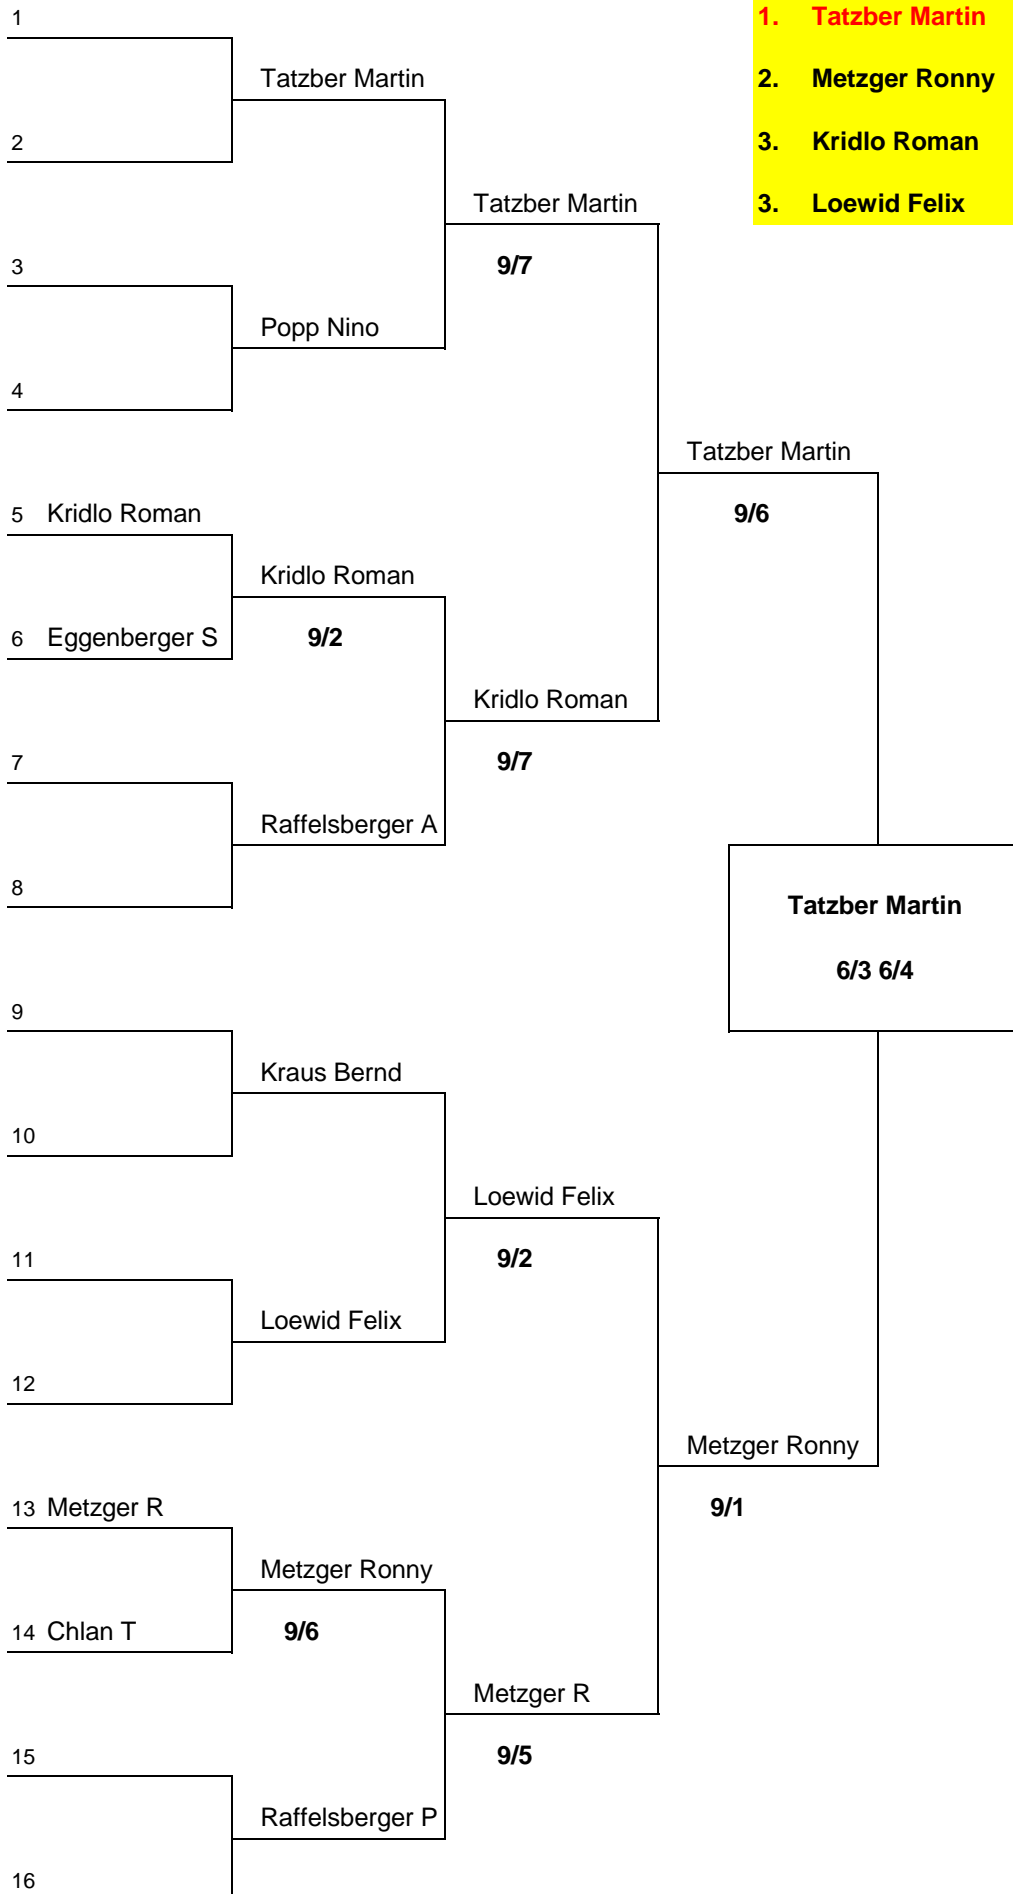 1
1. Tatzber Martin
Tatzber Martin
2. Metzger Ronny
2
3. Kridlo Roman
Tatzber Martin
3. Loewid Felix
3
9/7
Popp Nino
4
Tatzber Martin
5 Kridlo Roman
9/6
Kridlo Roman
6 Eggenberger S
9/2
Kridlo Roman
7
9/7
Raffelsberger A
8
Tatzber Martin
6/3 6/4
9
Kraus Bernd
10
Loewid Felix
11
9/2
Loewid Felix
12
Metzger Ronny
13 Metzger R
9/1
Metzger Ronny
14 Chlan T
9/6
Metzger R
15
9/5
Raffelsberger P
16